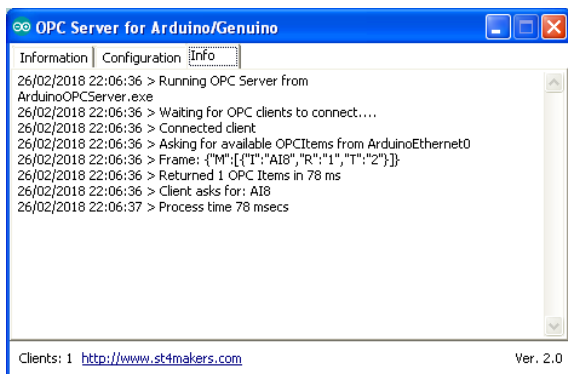 OPC Server for Arduino/Genuino
Information Configuration Info
26/02/2018 22:06:36 > Running OPC Server from
ArduinoOPCServer.exe
26/02/2018 22:06:36 > Waiting for OPC clients to connect....
26/02/2018 22:06:36 > Connected client
26/02/2018 22:06:36 > Asking for available OPCItems from ArduinoEthernet0
26/02/2018 22:06:36 > Frame: {"M":[{"I":"AI8","R":"1","T":"2"}]}
26/02/2018 22:06:36 > Returned 1 OPC Items in 78 ms
26/02/2018 22:06:36 > Client asks for: AI8
26/02/2018 22:06:37 > Process time 78 msecs
Clients: 1 http://www.st4makers.com Ver. 2.0